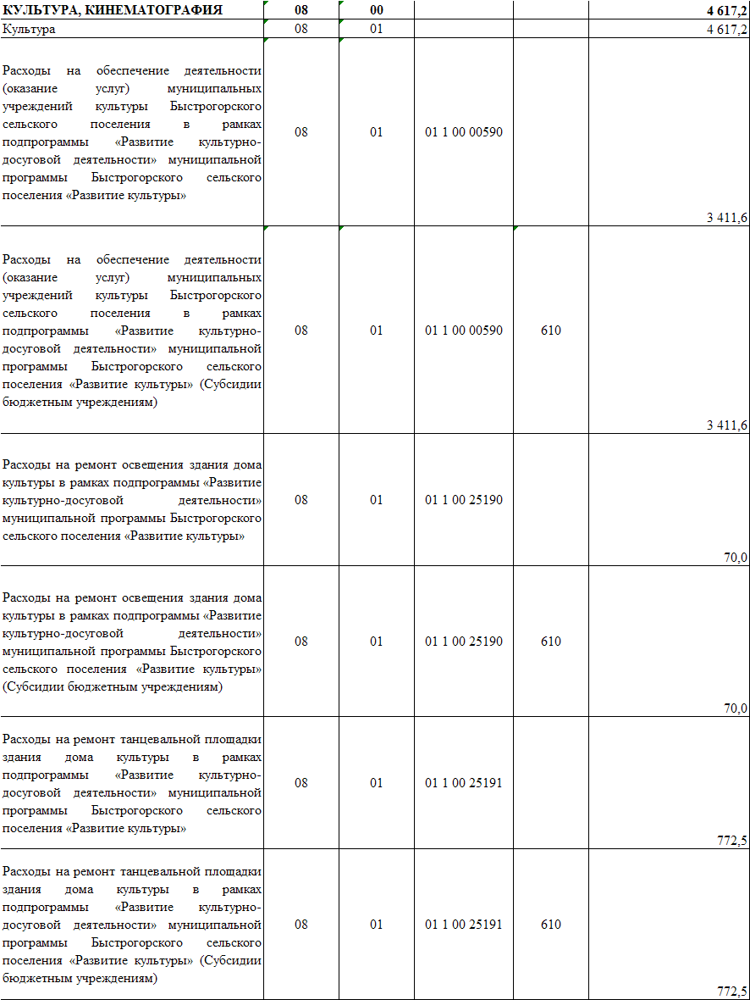 КУЛЬТУРА, КИНЕМАТОГРАФИЯ 08 00 4 617,2
Культура 08 01 4 617,2
Расходы на обеспечение деятельности
(оказание услуг) муниципальных
учреждений культуры Быстрогорского
сельского поселения в рамках
подпрограммы «Развитие культурно-
досуговой деятельности» муниципальной
программы Быстрогорского сельского
поселения «Развитие культуры»
08 01 01 1 00 00590
3 411,6
Расходы на обеспечение деятельности
(оказание услуг) муниципальных
учреждений культуры Быстрогорского
сельского поселения в рамках
подпрограммы «Развитие культурно-
досуговой деятельности» муниципальной
программы Быстрогорского сельского
поселения «Развитие культуры» (Субсидии
бюджетным учреждениям)
08 01 01 1 00 00590 610
3 411,6
Расходы на ремонт освещения здания дома
культуры в рамках подпрограммы «Развитие
культурно-досуговой деятельности»
муниципальной программы Быстрогорского
сельского поселения «Развитие культуры»
08 01 01 1 00 25190
70,0
Расходы на ремонт освещения здания дома
культуры в рамках подпрограммы «Развитие
культурно-досуговой деятельности»
муниципальной программы Быстрогорского
сельского поселения «Развитие культуры»
(Субсидии бюджетным учреждениям)
08 01 01 1 00 25190 610
70,0
Расходы на ремонт танцевальной площадки
здания дома культуры в рамках
подпрограммы «Развитие культурно-
досуговой деятельности» муниципальной
программы Быстрогорского сельского
поселения «Развитие культуры»
08 01 01 1 00 25191
772,5
Расходы на ремонт танцевальной площадки
здания дома культуры в рамках
подпрограммы «Развитие культурно-
досуговой деятельности» муниципальной
программы Быстрогорского сельского
поселения «Развитие культуры» (Субсидии
бюджетным учреждениям)
08 01 01 1 00 25191 610
772,5